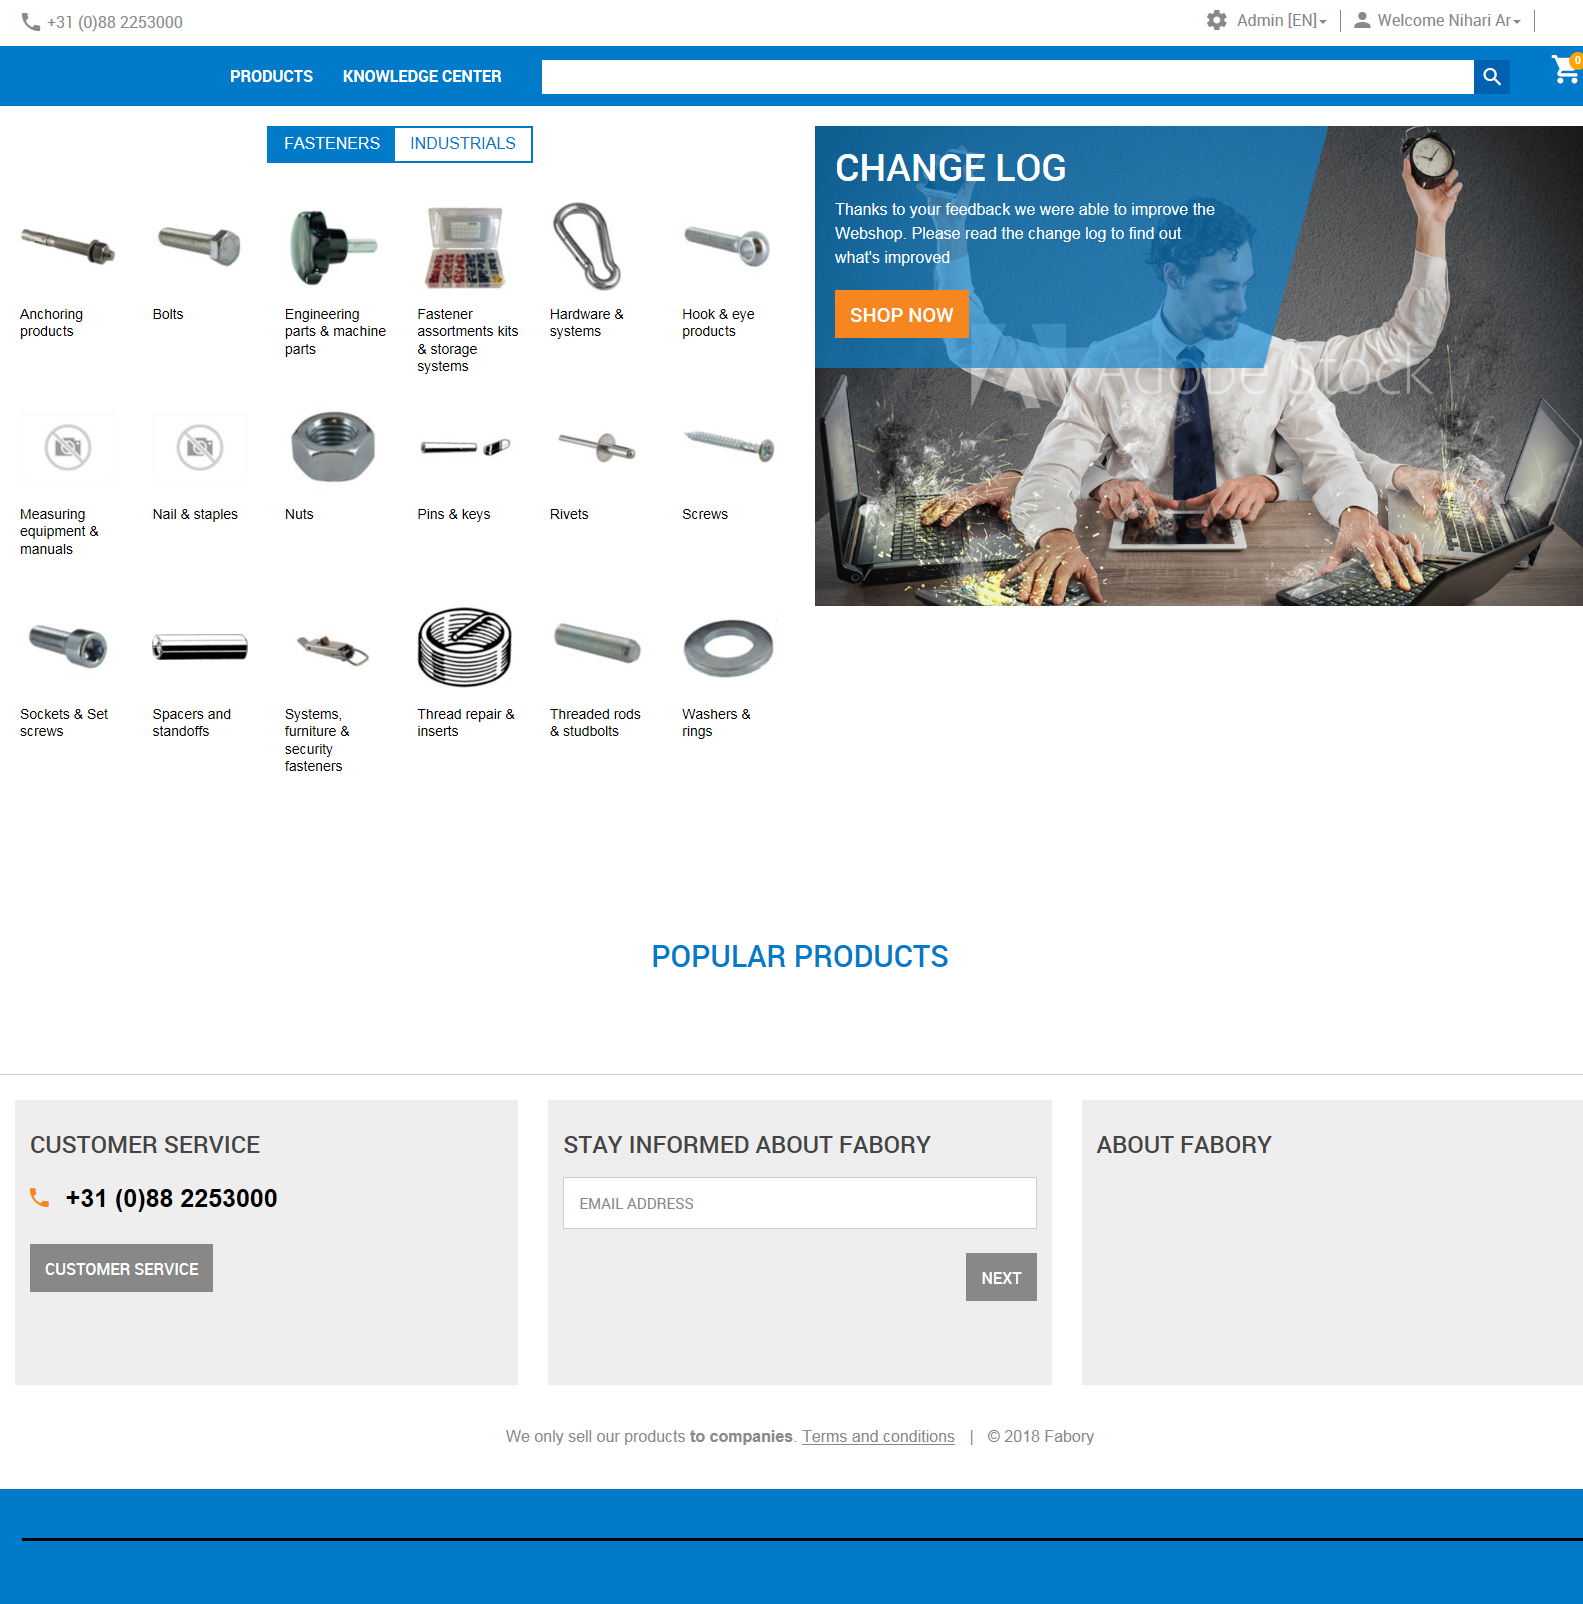 +31 (0)88 2253000
Admin [EN]
Welcome Nihari Ar
PRODUCTS
KNOWLEDGE CENTER
0
FASTENERS
INDUSTRIALS
CHANGE LOG
Thanks to your feedback we were able to improve the
Webshop. Please read the change log to find out
what's improved
SHOP NOW
Adobe Stock
Anchoring
products
Bolts
Engineering
parts & machine
parts
Fastener
assortments kits
& storage
systems
Hardware &
systems
Hook & eye
products
Measuring
equipment &
manuals
Nail & staples
Nuts
Pins & keys
Rivets
Screws
Sockets & Set
screws
Spacers and
standoffs
Systems,
furniture &
security
fasteners
Thread repair &
inserts
Threaded rods
& studbolts
Washers &
rings
POPULAR PRODUCTS
CUSTOMER SERVICE
+31 (0)88 2253000
CUSTOMER SERVICE
STAY INFORMED ABOUT FABORY
EMAIL ADDRESS
NEXT
ABOUT FABORY
We only sell our products to companies. Terms and conditions | © 2018 Fabory